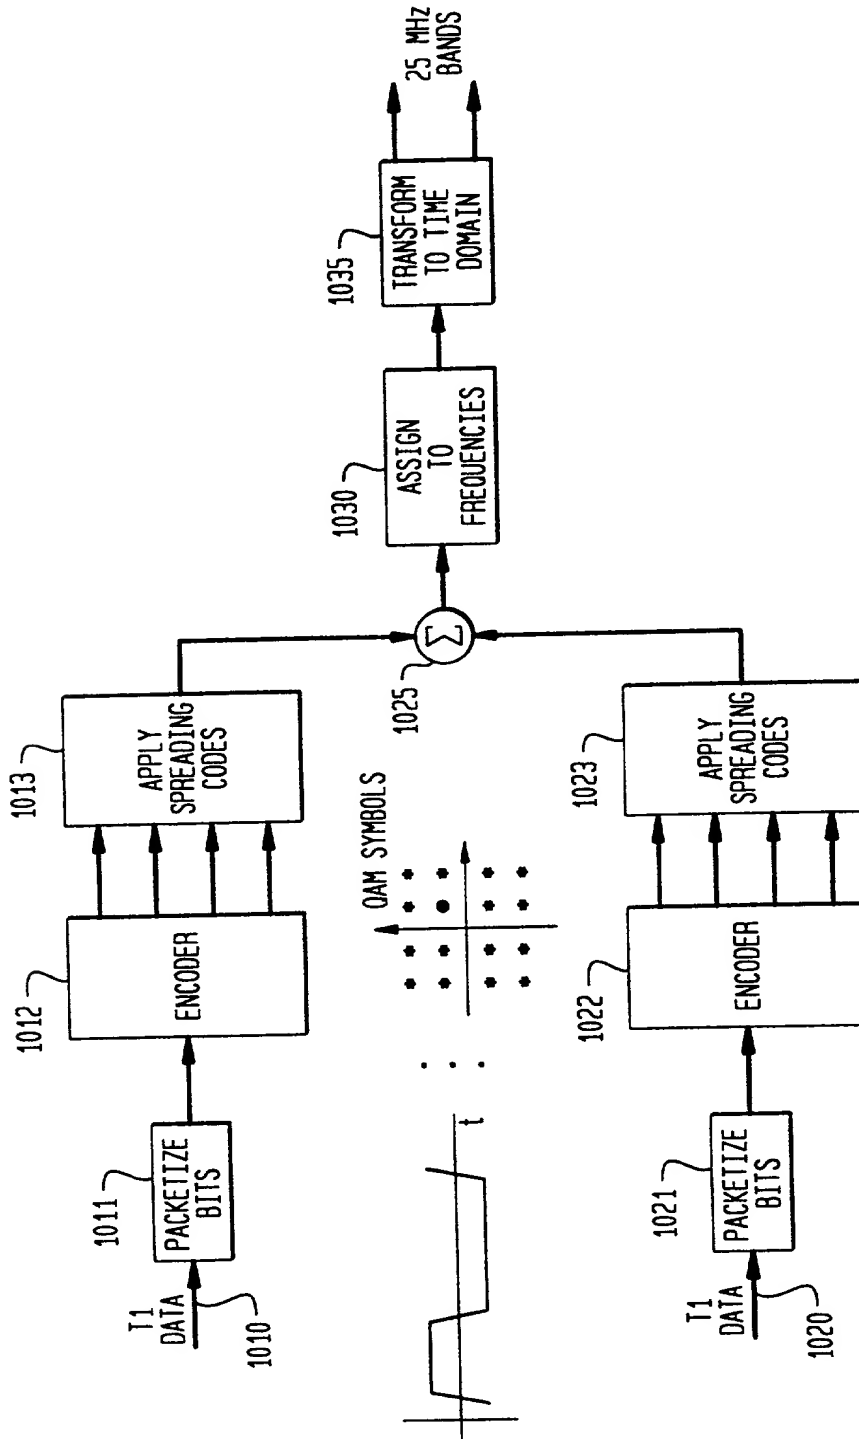 T1
DATA
1010
1011
PACKETIZE
BITS
1012
ENCODER
1013
APPLY
SPREADING
CODES
t
QAM SYMBOLS
T1
DATA
1020
1021
PACKETIZE
BITS
1022
ENCODER
1023
APPLY
SPREADING
CODES
Σ
1025
1030
ASSIGN
TO
FREQUENCIES
1035
TRANSFORM
TO TIME
DOMAIN
25 MHz
BANDS